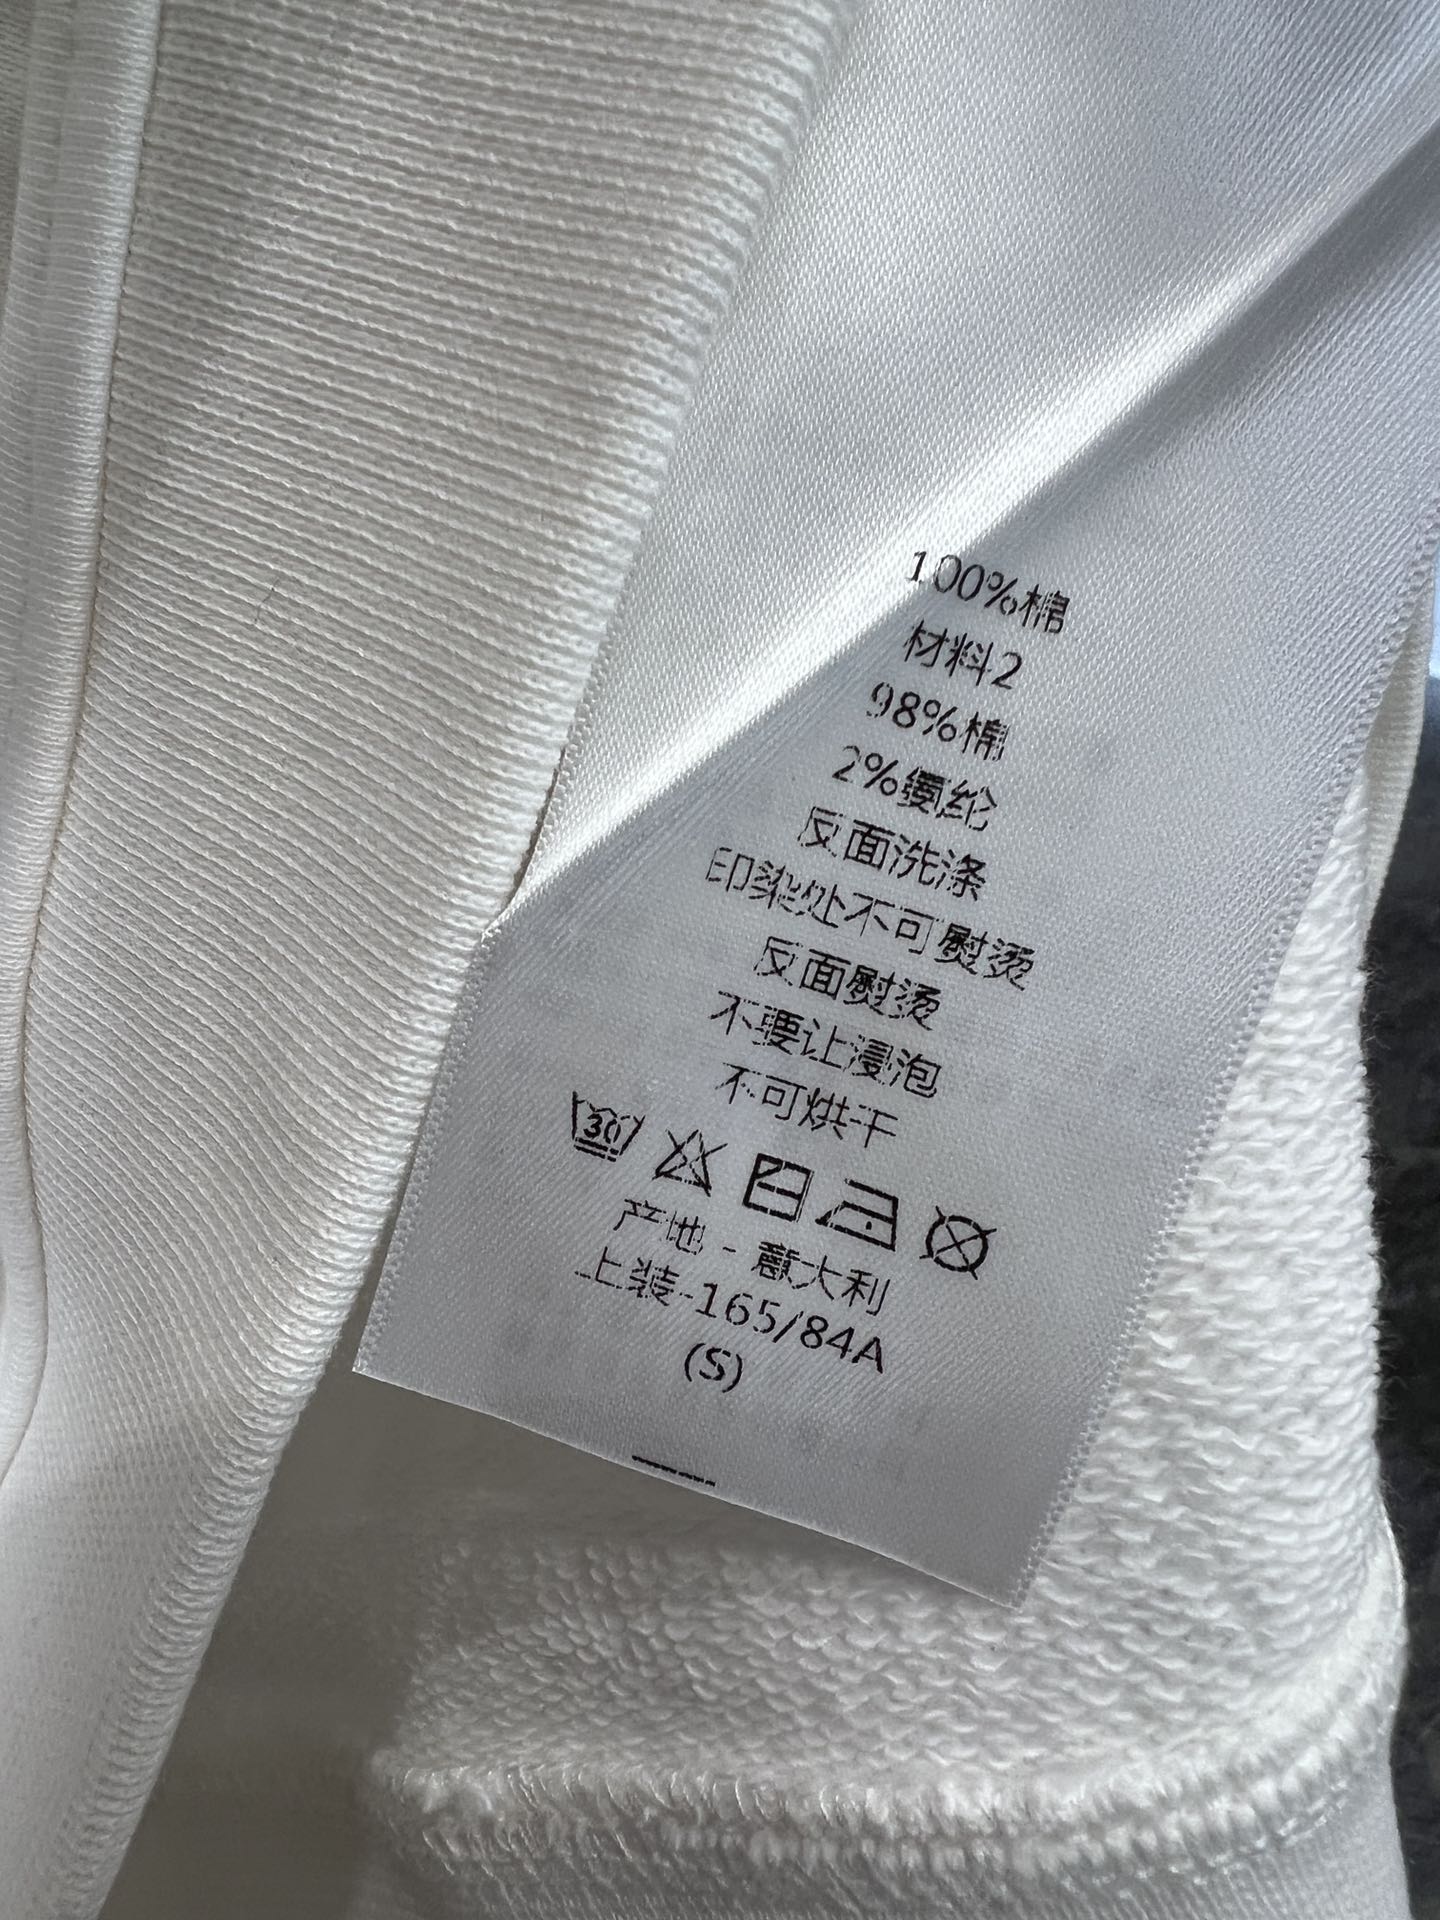 100%棉
材料2
98%棉
2%氨纶
反面洗涤
印染处不可熨烫
反面熨烫
不要让浸泡
不可烘干
30
产地 - 意大利
上装-165/84A
(S)